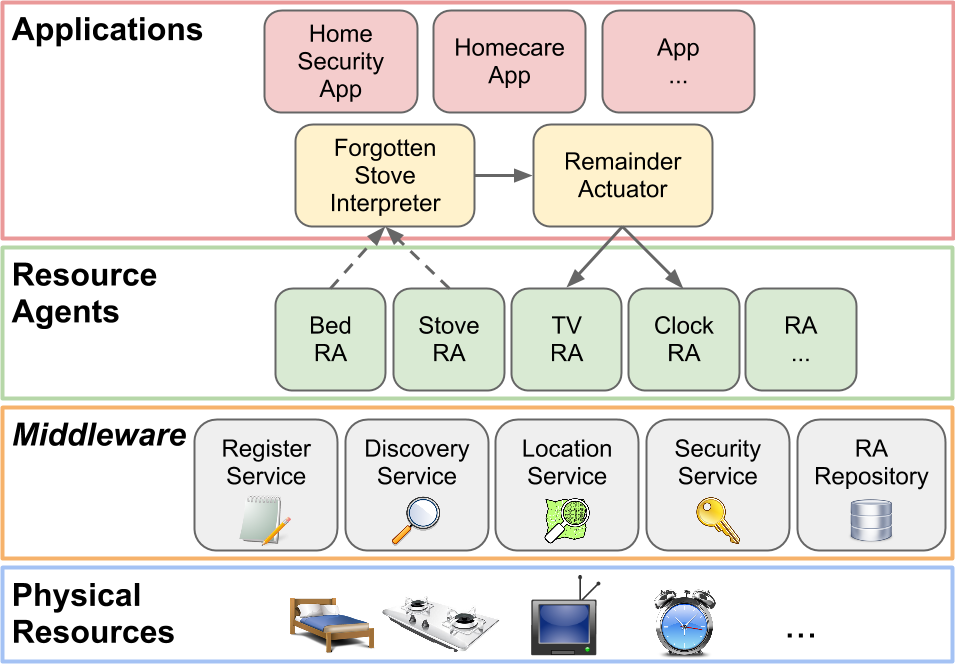 Applications
Home
Security
App
Homecare
App
App
...
Forgotten
Stove
Interpreter
Remainder
Actuator
Resource
Agents
Bed
RA
Stove
RA
TV
RA
Clock
RA
RA
...
Middleware
Register
Service
Discovery
Service
Location
Service
Security
Service
RA
Repository
Physical
Resources
...